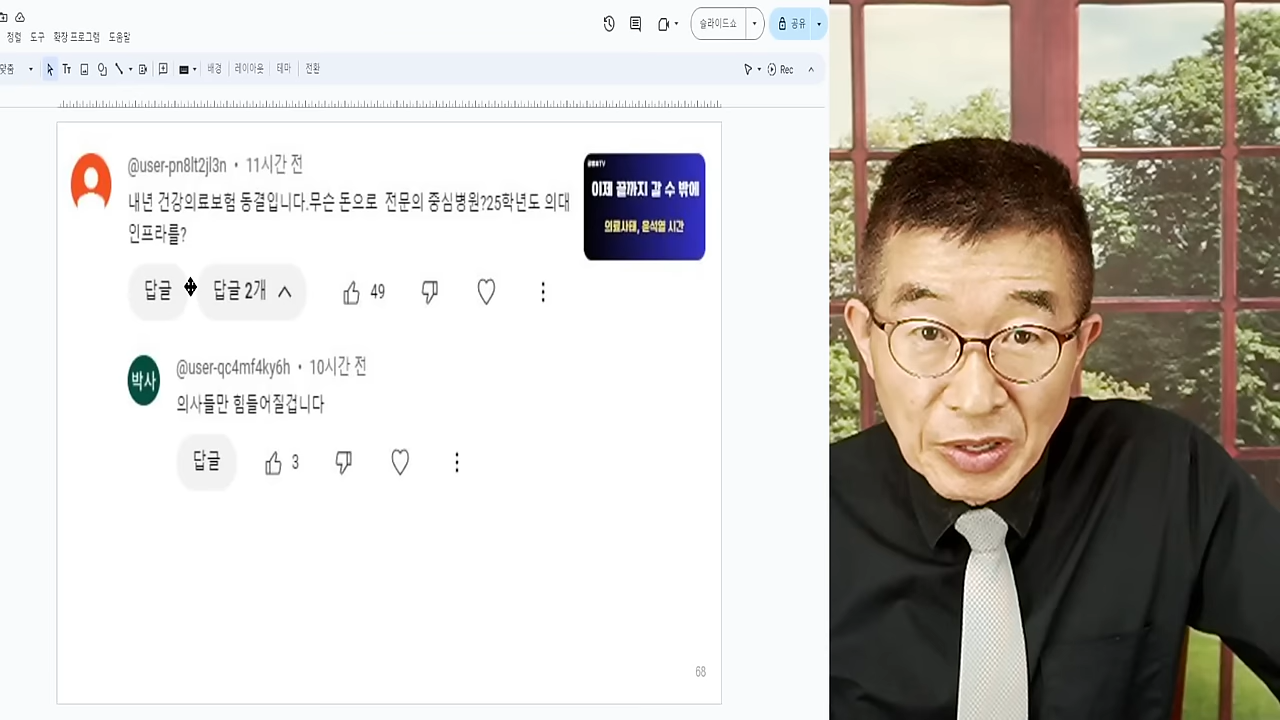 정렬 도구 확장 프로그램 도움말
슬라이드쇼
공유
맞춤
Tт
배경 레이아웃 테마 전환
Rec
@user-pn8lt2jl3n • 11시간 전
내년 건강의료보험 동결입니다.무슨 돈으로 전문의 중심병원?25학년도 의대
인프라를?
이제 끝까지 갈 수 밖에
의료사태, 윤석열 시간
답글
답글 2개
49
박사
@user-qc4mf4ky6h • 10시간 전
의사들만 힘들어질겁니다
답글
3
68